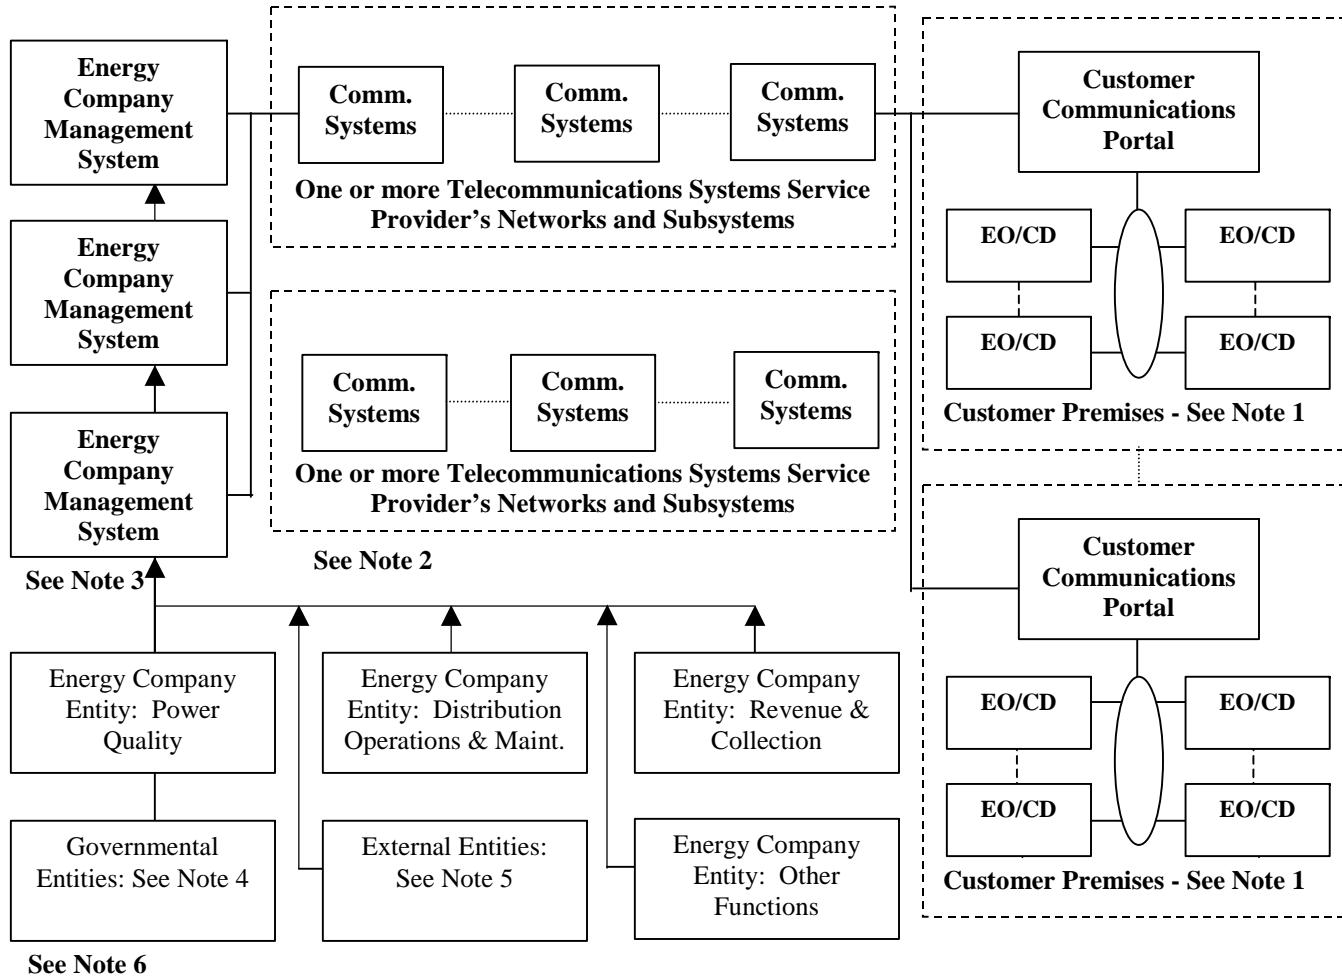 Energy
Company
Management
System
Energy
Company
Management
System
Energy
Company
Management
System
See Note 3
Comm.
Systems
Comm.
Systems
Comm.
Systems
One or more Telecommunications Systems Service
Provider's Networks and Subsystems
Comm.
Systems
Comm.
Systems
Comm.
Systems
One or more Telecommunications Systems Service
Provider's Networks and Subsystems
See Note 2
Customer
Communications
Portal
EO/CD
EO/CD
EO/CD
EO/CD
Customer Premises - See Note 1
Customer
Communications
Portal
EO/CD
EO/CD
EO/CD
EO/CD
Customer Premises - See Note 1
Energy Company
Entity: Power
Quality
Energy Company
Entity: Distribution
Operations & Maint.
Energy Company
Entity: Revenue &
Collection
Governmental
Entities: See Note 4
External Entities:
See Note 5
Energy Company
Entity: Other
Functions
See Note 6